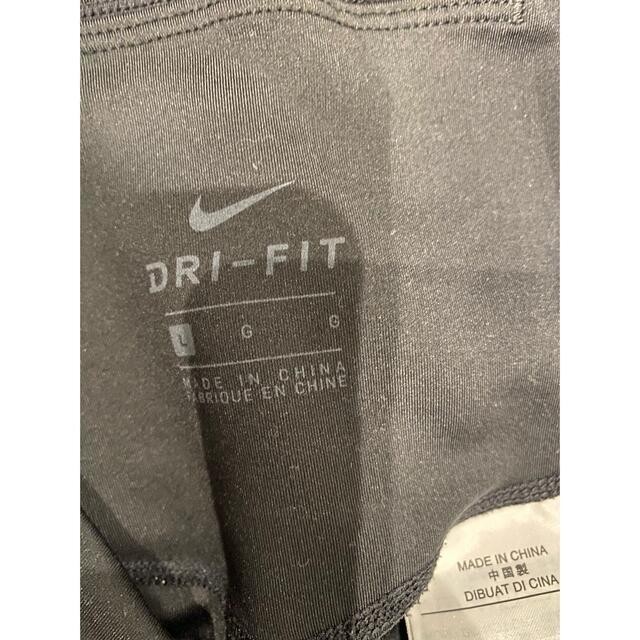 DRI-FIT
L G G
MADE IN CHINA
FABRIQUE EN CHINE
MADE IN CHINA
中国製
DIBUAT DI CINA